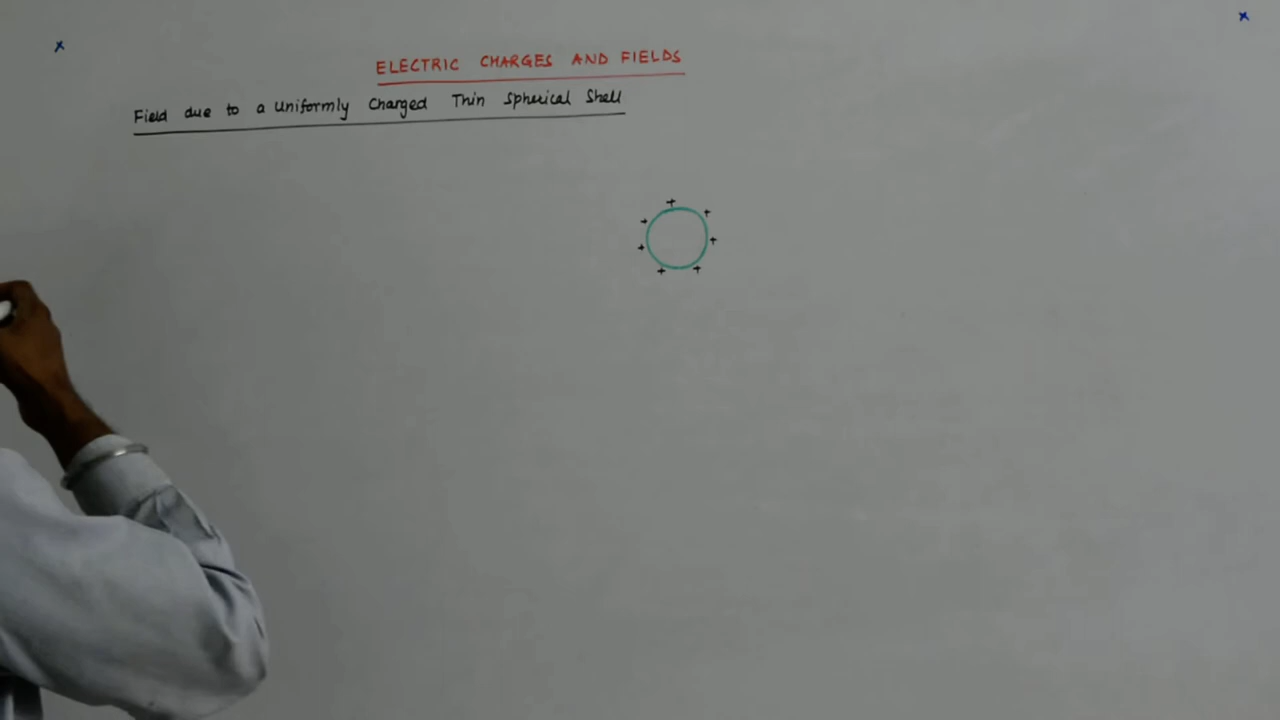 ELECTRIC CHARGES AND FIELDS
Field due to a Uniformly Charged Thin Spherical Shell
+ +
+ +
+ + +